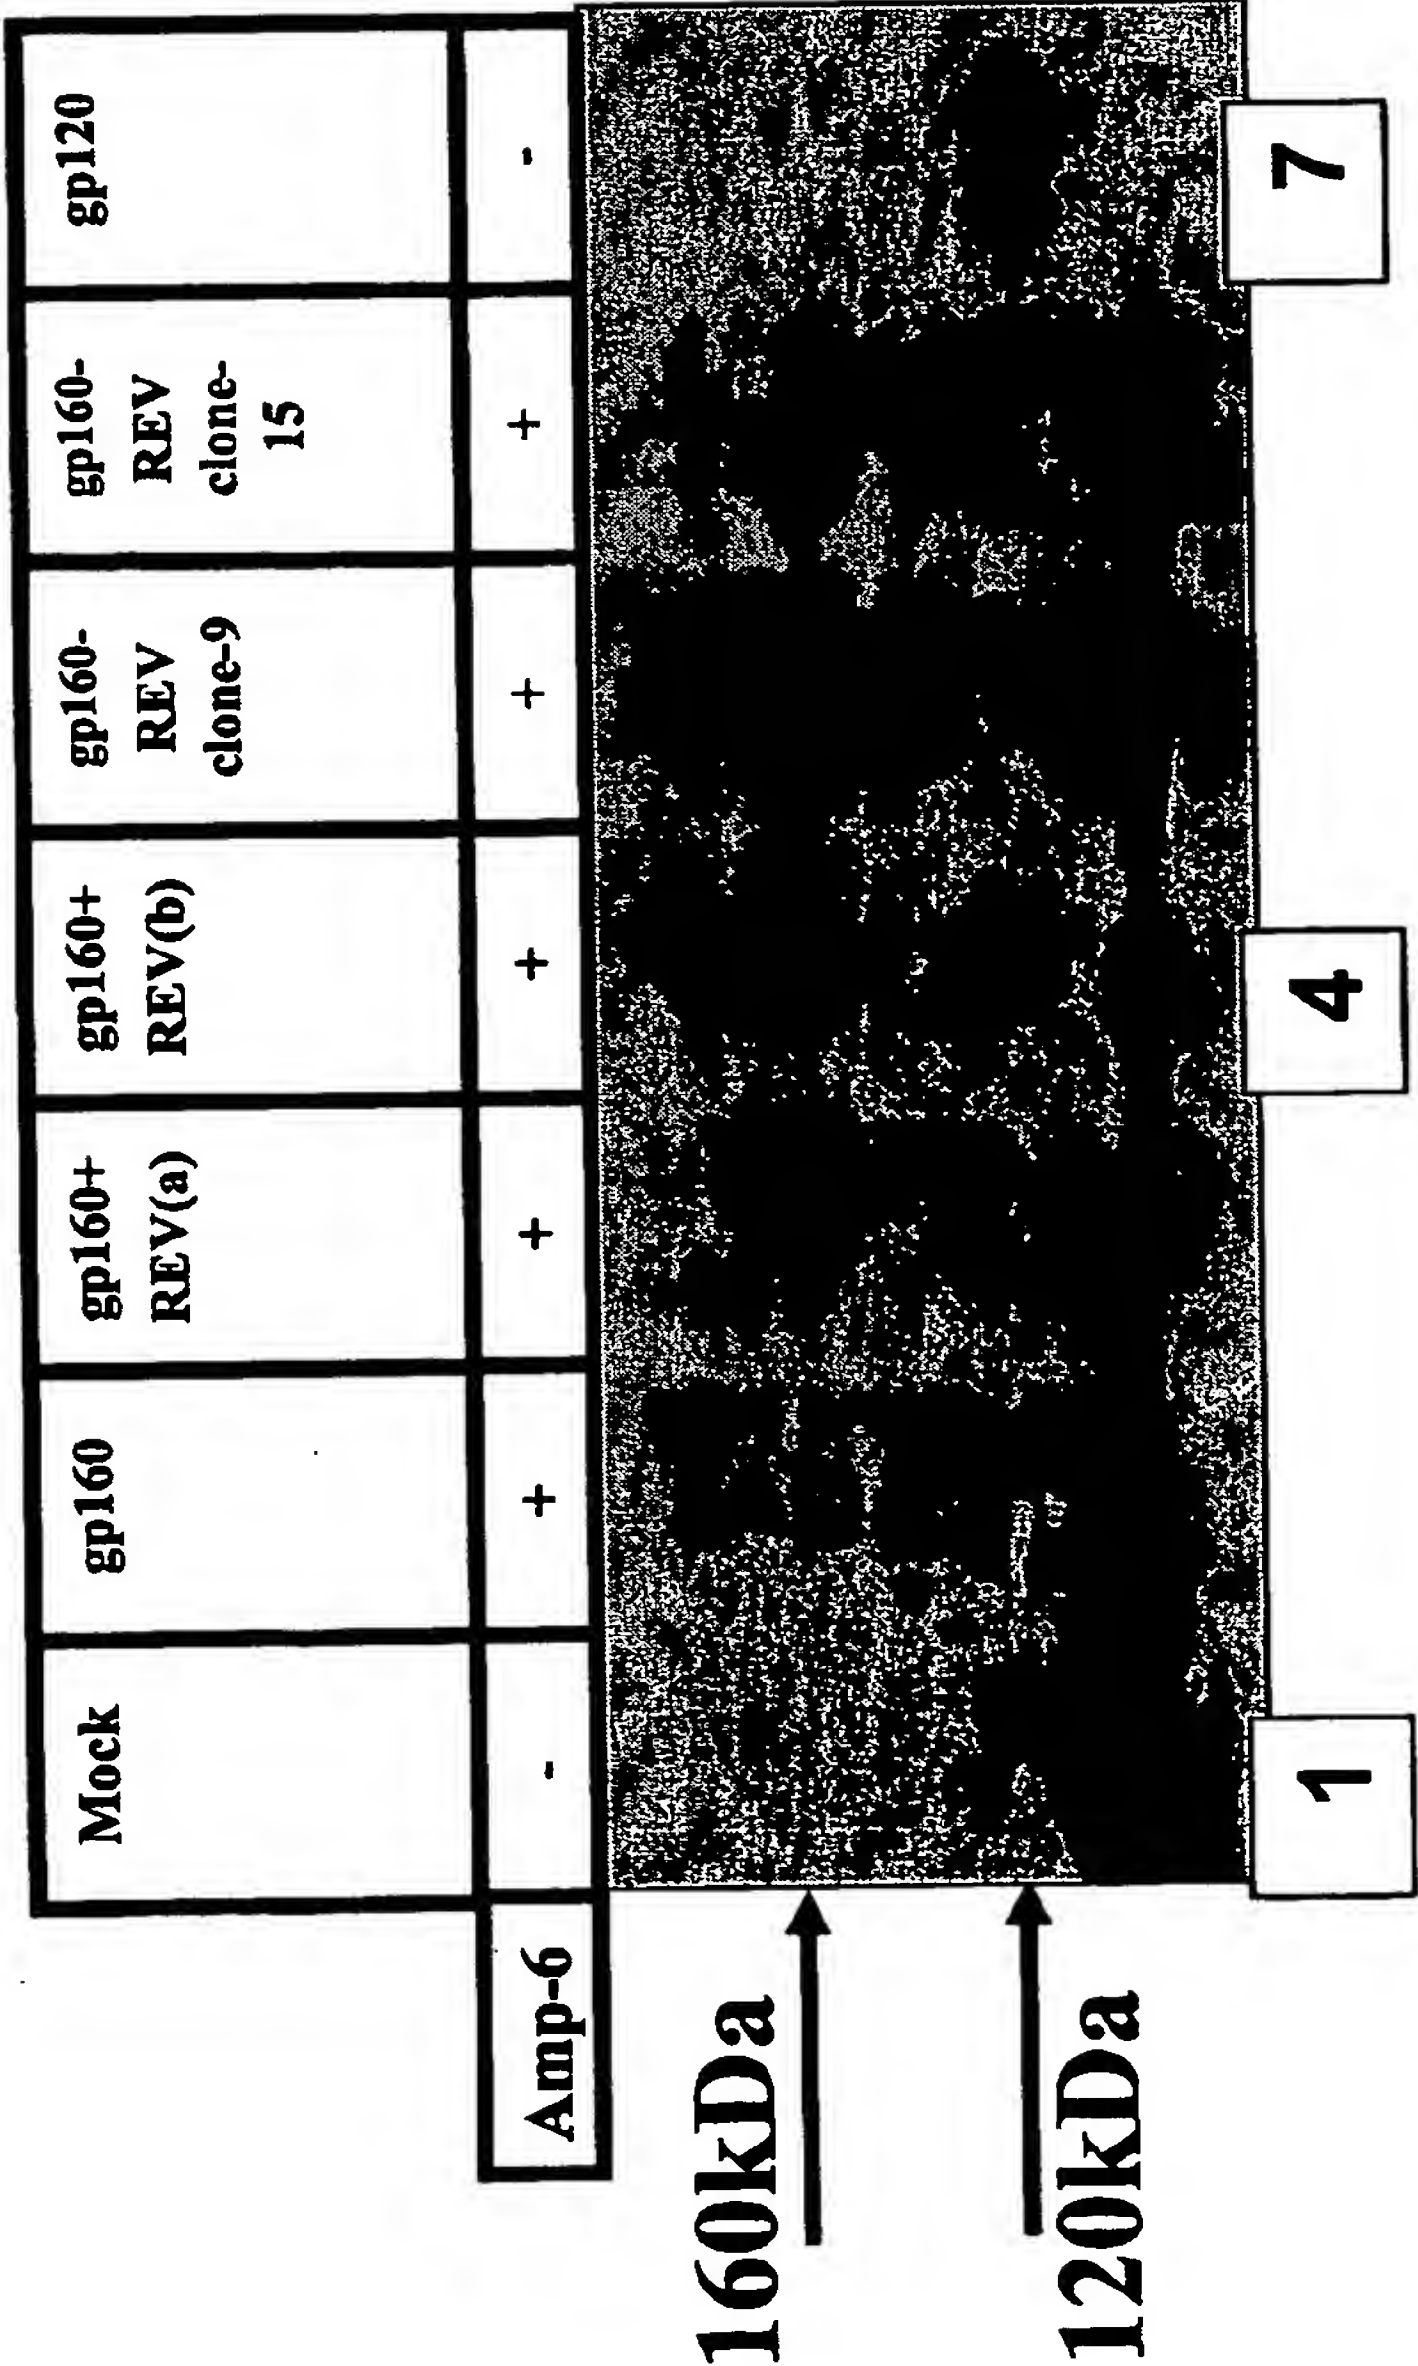 Mock
gp160
gp160+
REV(a)
gp160+
REV(b)
gp160-
REV
clone-9
gp160-
REV
clone-
15
gp120
Amp-6
-
+
+
+
+
+
-
160kDa
120kDa
1
4
7